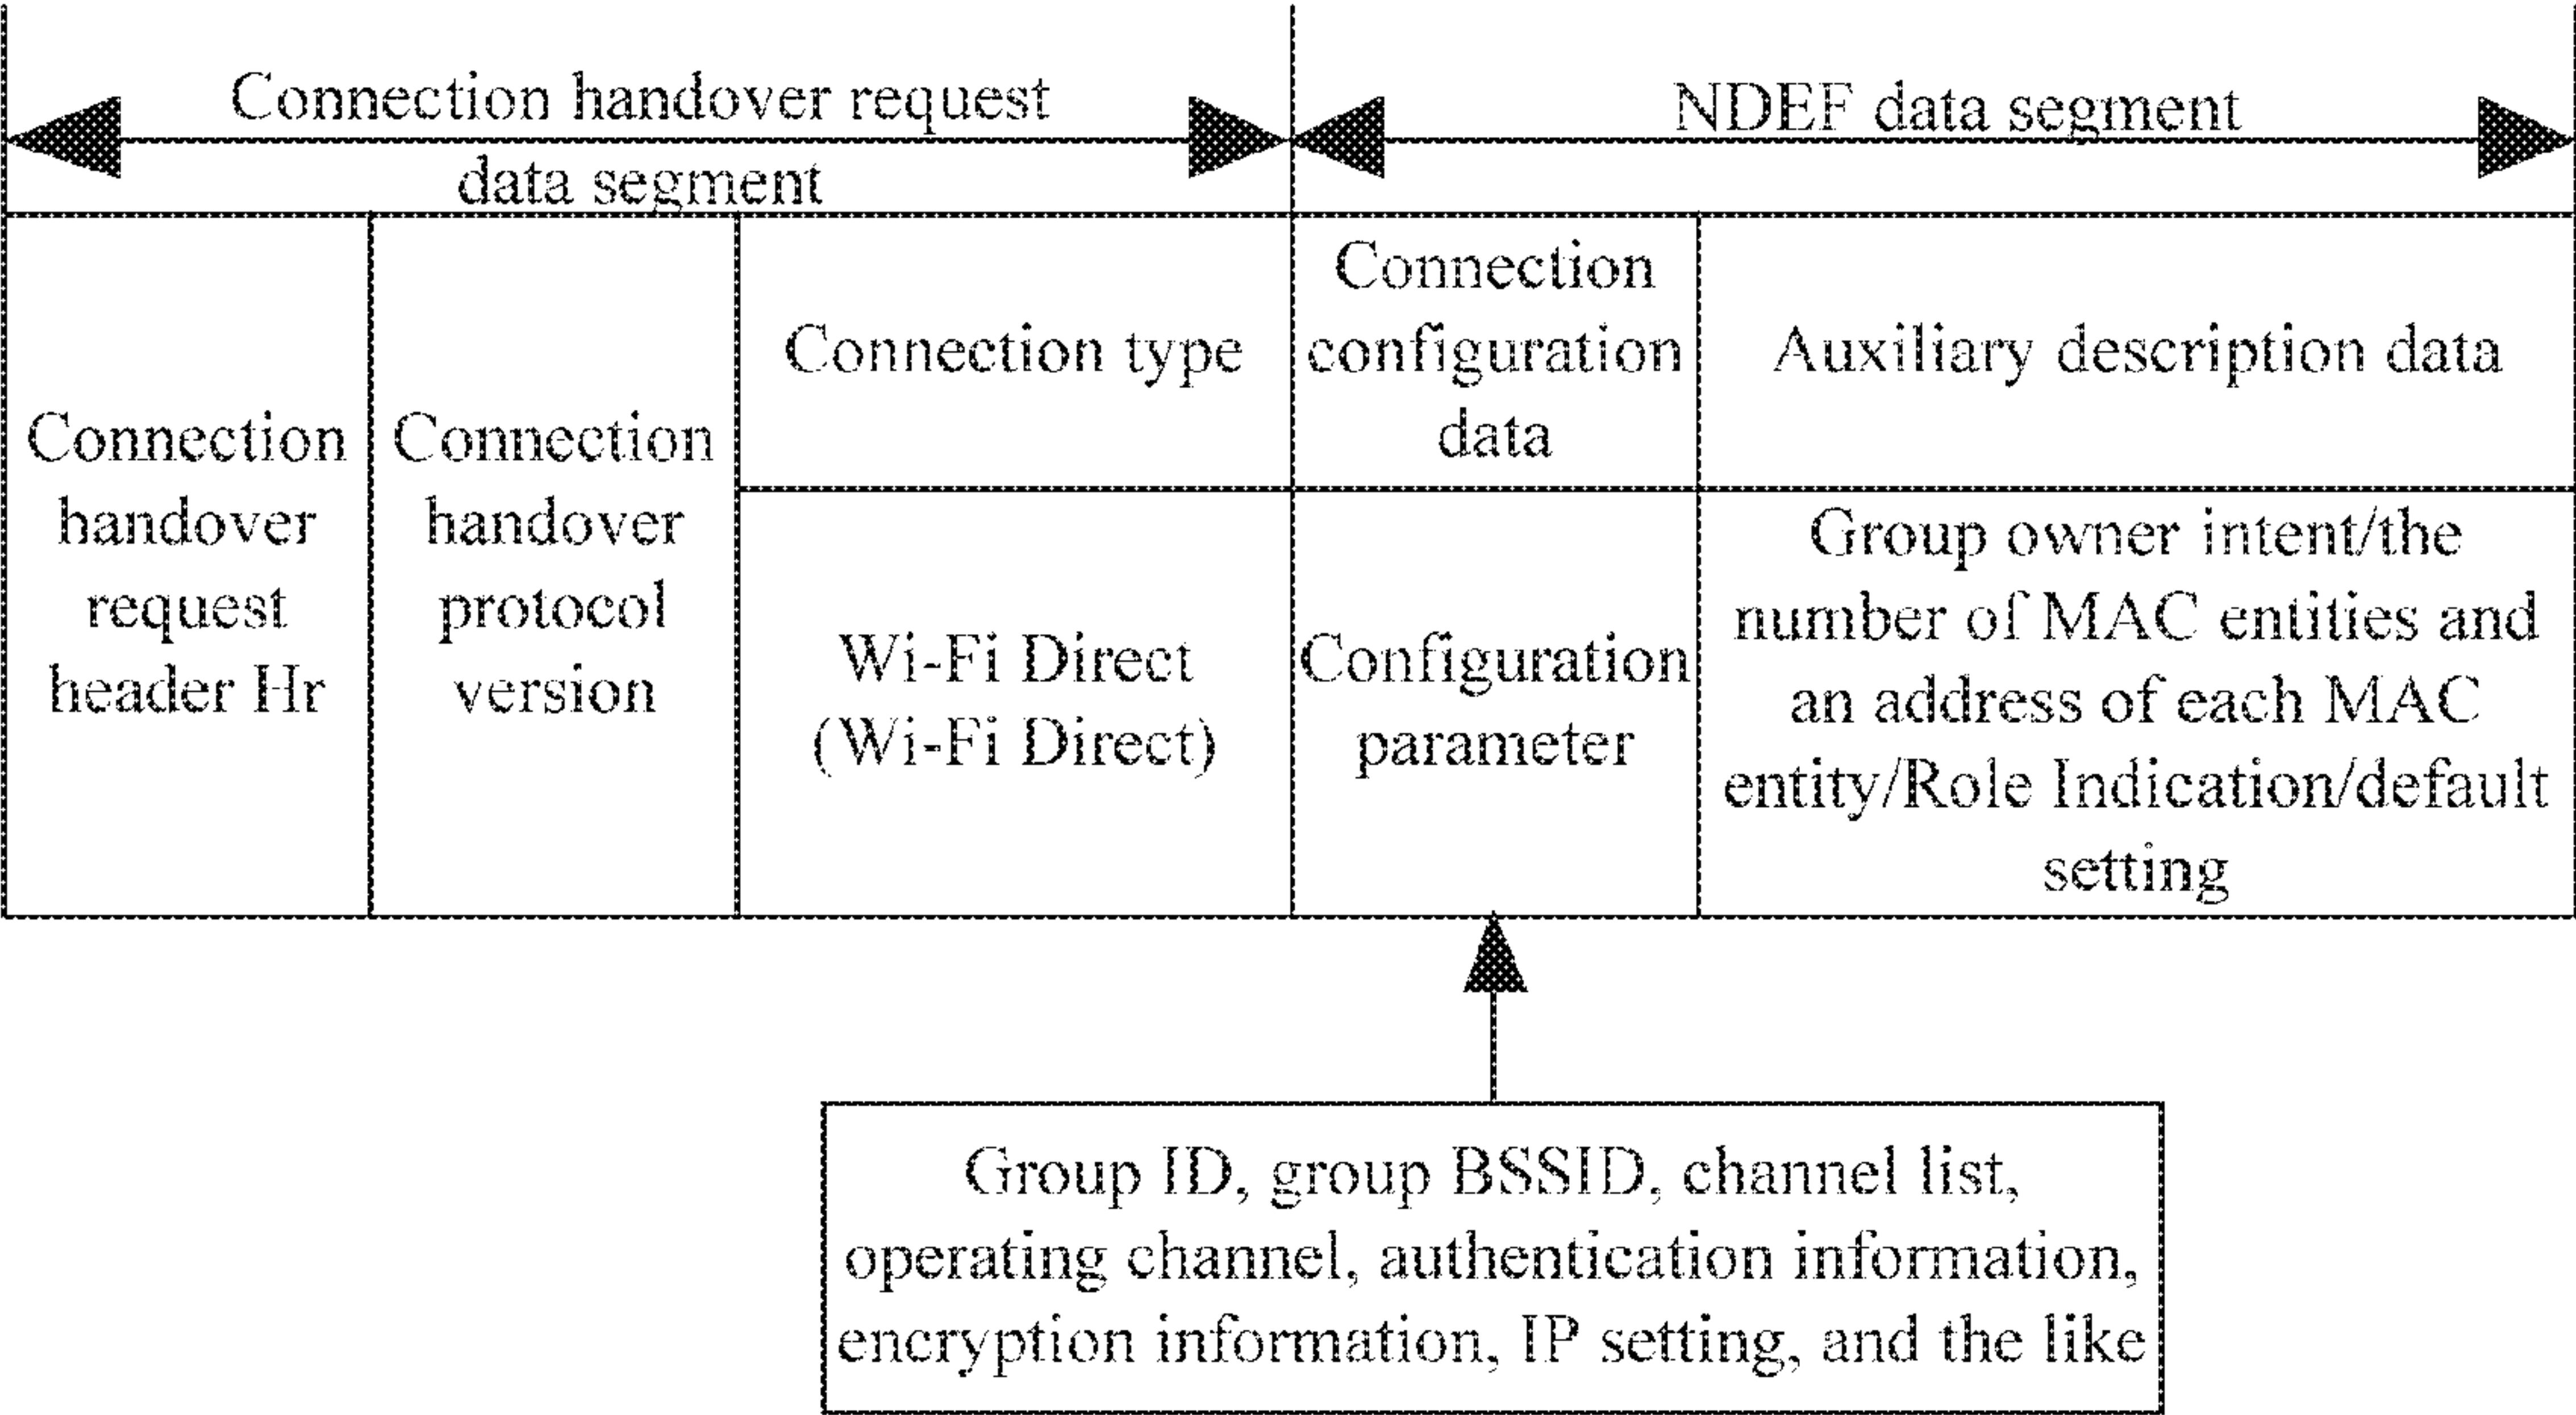 Connection handover request
data segment
NDEF data segment
Connection
handover
request
header Hr
Connection
handover
protocol
version
Connection type
Connection
configuration
data
Auxiliary description data
Wi-Fi Direct
(Wi-Fi Direct)
Configuration
parameter
Group owner intent/the
number of MAC entities and
an address of each MAC
entity/Role Indication/default
setting
Group ID, group BSSID, channel list,
operating channel, authentication information,
encryption information, IP setting, and the like